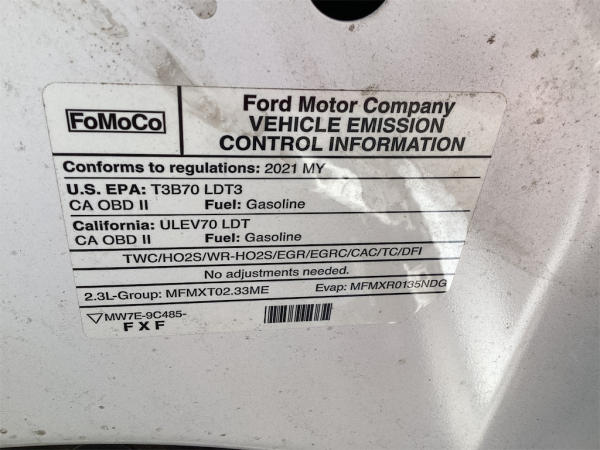 FoMoCo
Ford Motor Company
VEHICLE EMISSION
CONTROL INFORMATION
Conforms to regulations: 2021 MY
U.S. EPA: T3B70 LDT3
CA OBD II Fuel: Gasoline
California: ULEV70 LDT
CA OBD II Fuel: Gasoline
TWC/HO2S/WR-HO2S/EGR/EGRC/CAC/TC/DFI
No adjustments needed.
2.3L-Group: MFMXT02.33ME Evap: MFMXR0135NDG
MW7E-9C485-
FXF